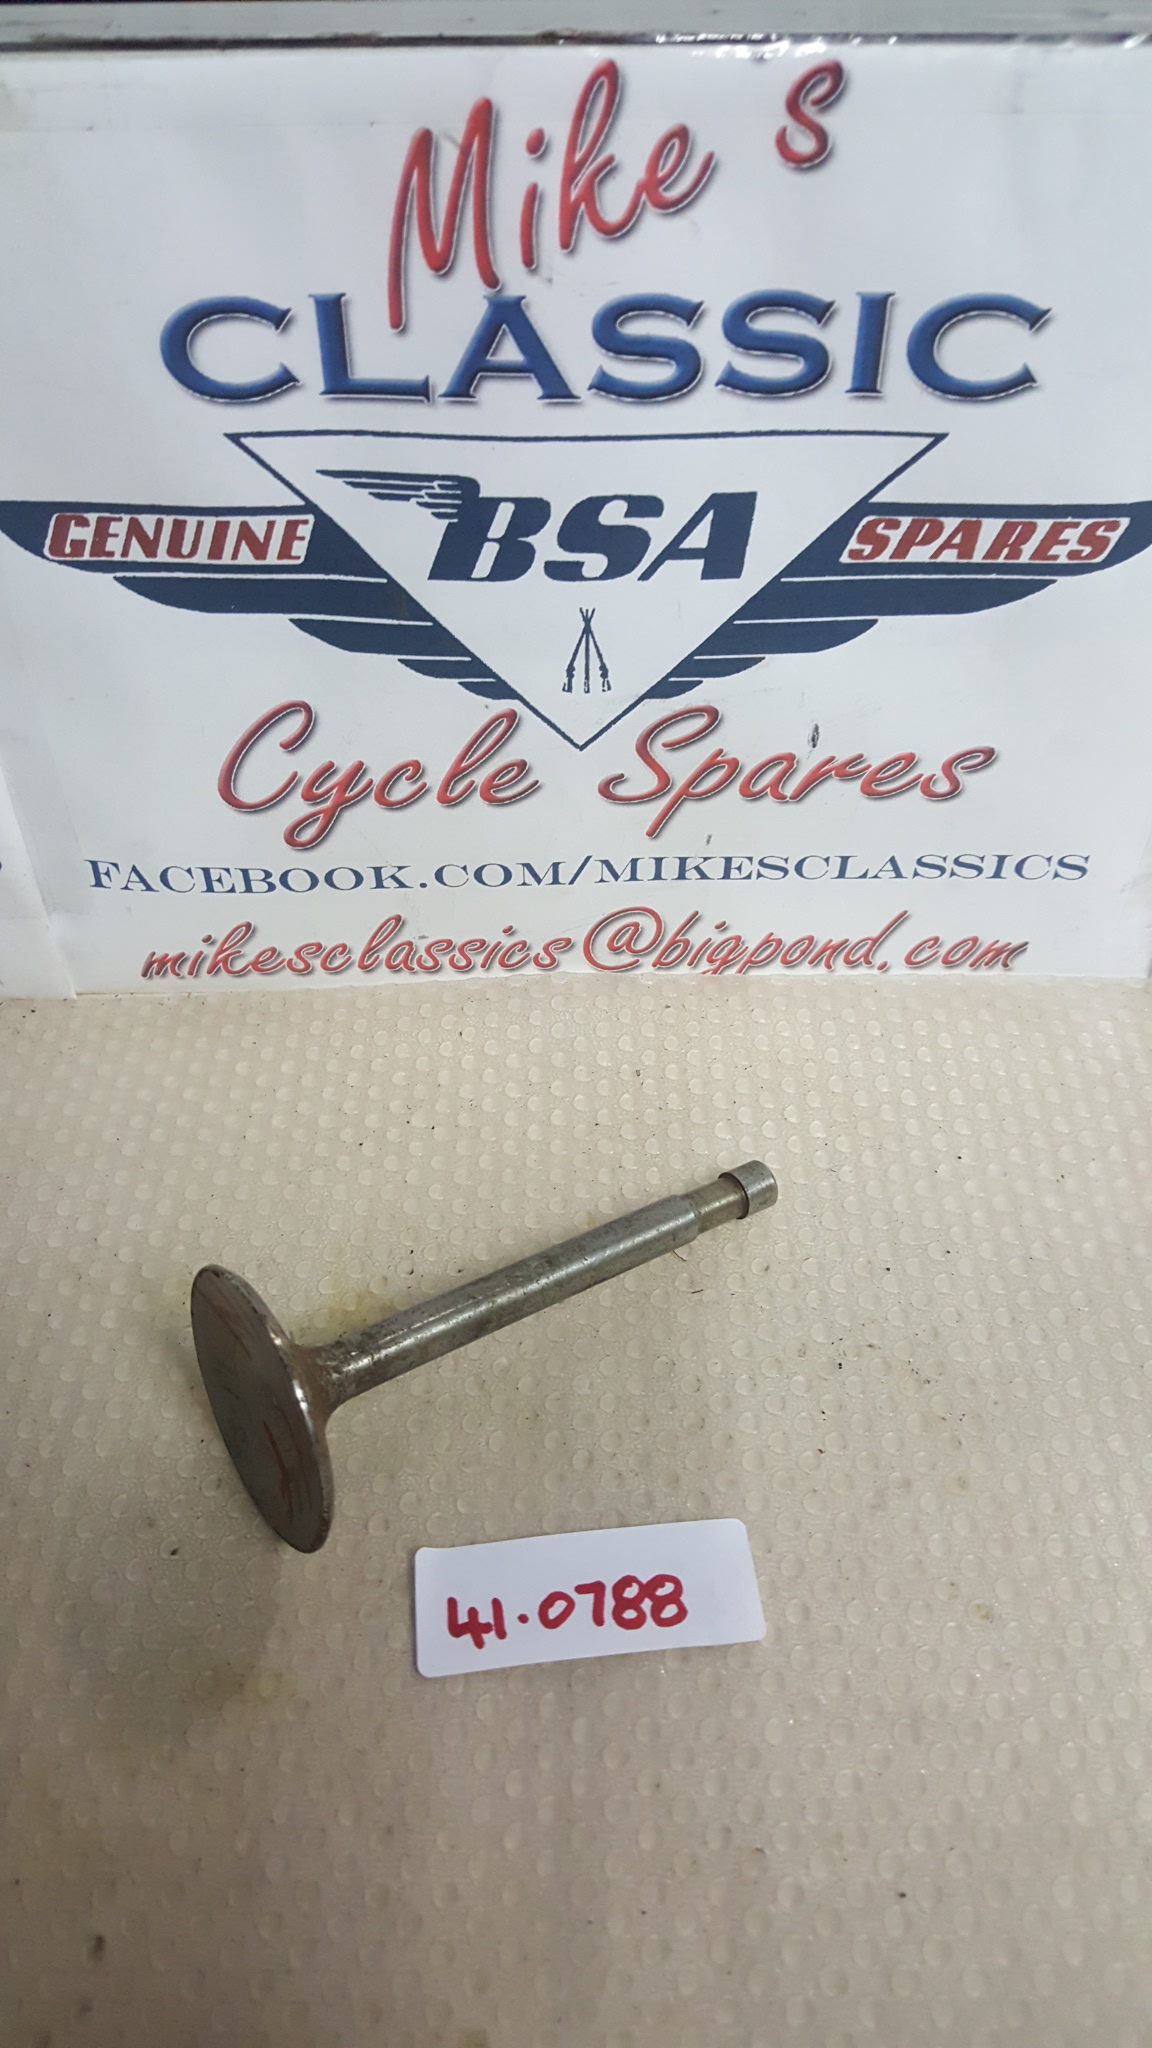 Mike's
CLASSIC
GENUINE BSA SPARES
Cycle Spares
FACEBOOK.COM/MIKESCLASSICS
mikesclassics@bigpond.com
41.0788